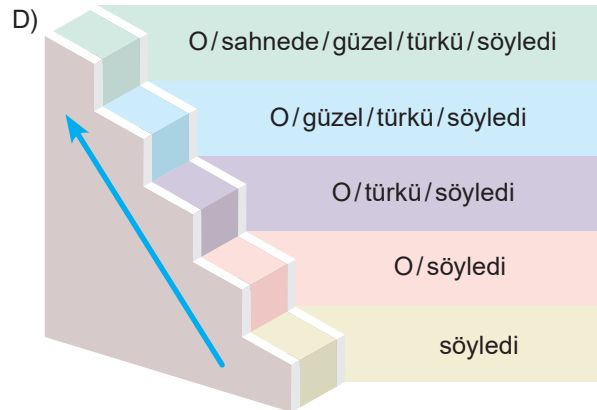 D)
O / sahnede / güzel / türkü / söyledi
O / güzel / türkü / söyledi
O / türkü / söyledi
O / söyledi
söyledi